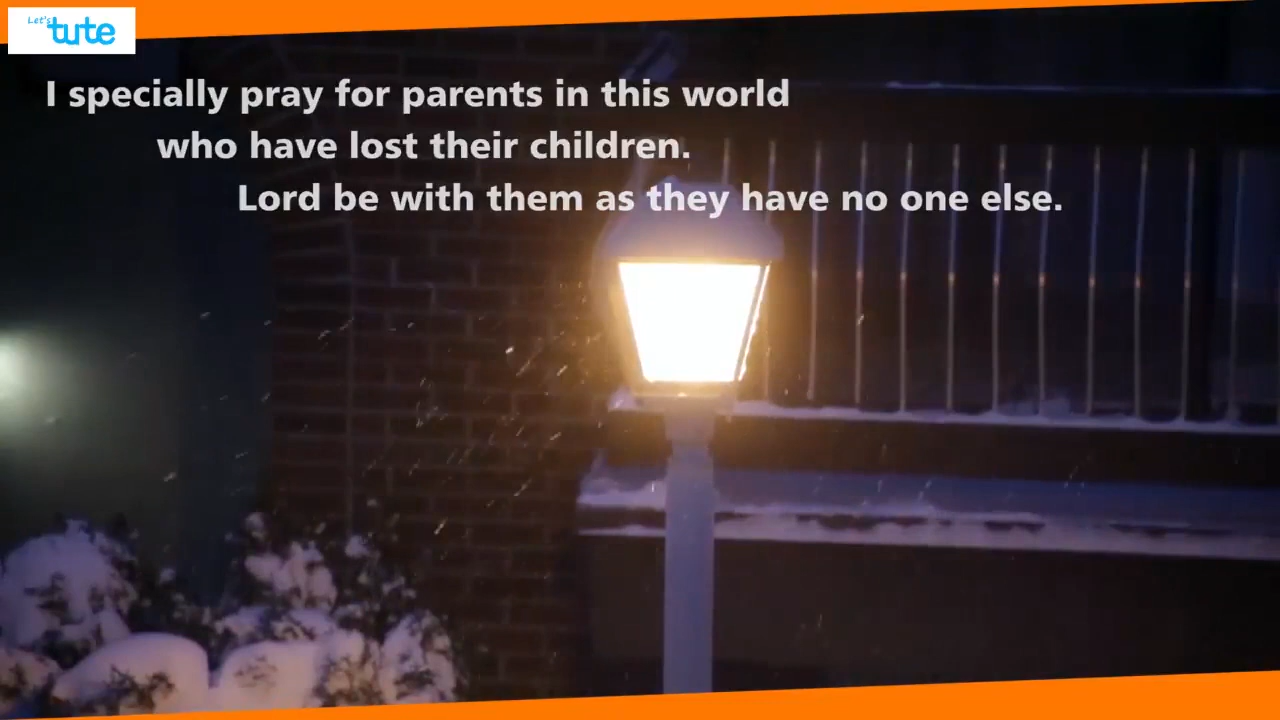 Let's
tute
I specially pray for parents in this world
who have lost their children.
Lord be with them as they have no one else.